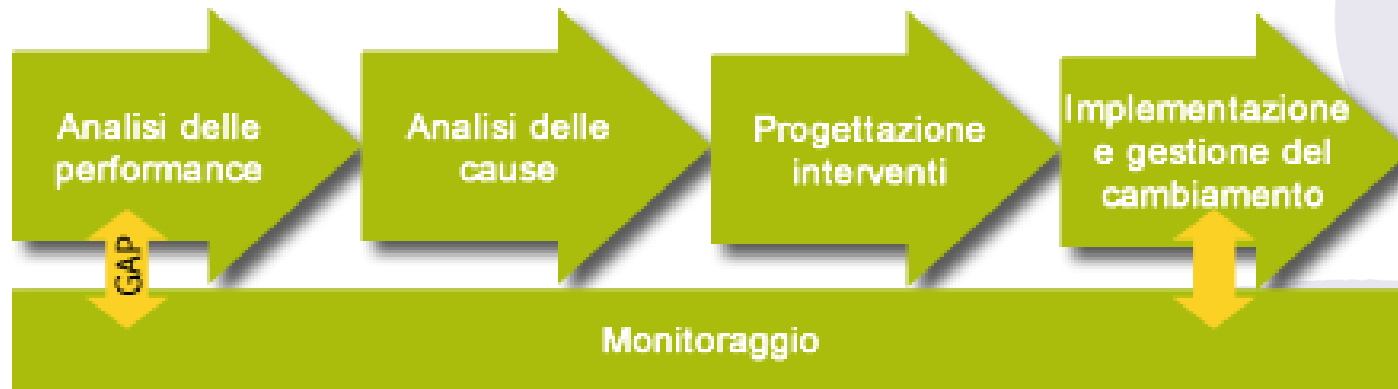 Analisi delle
performance
Analisi delle
cause
Progettazione
interventi
Implementazione
e gestione del
cambiamento
GAP
Monitoraggio